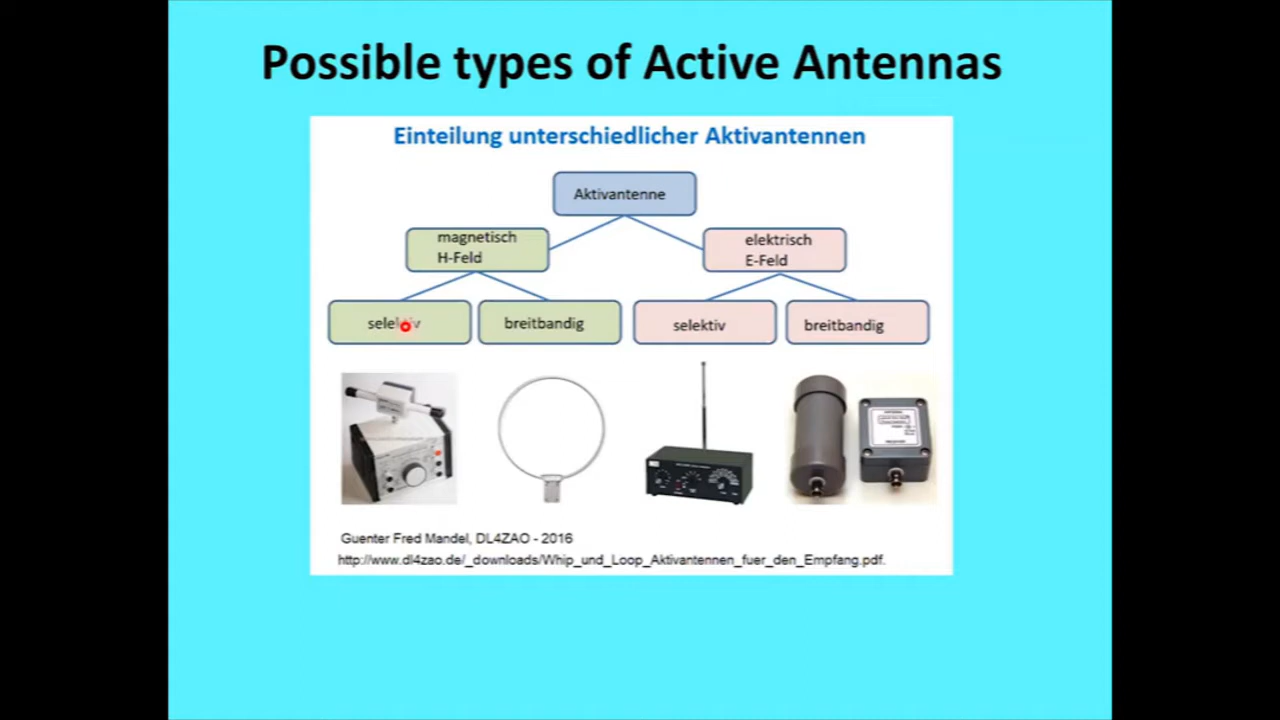 Possible types of Active Antennas
Einteilung unterschiedlicher Aktivantennen
Aktivantenne
magnetisch
H-Feld
elektrisch
E-Feld
selektiv
breitbandig
selektiv
breitbandig
Guenter Fred Mandel, DL4ZAO - 2016
http://www.dl4zao.de/_downloads/Whip_und_Loop_Aktivantennen_fuer_den_Empfang.pdf.